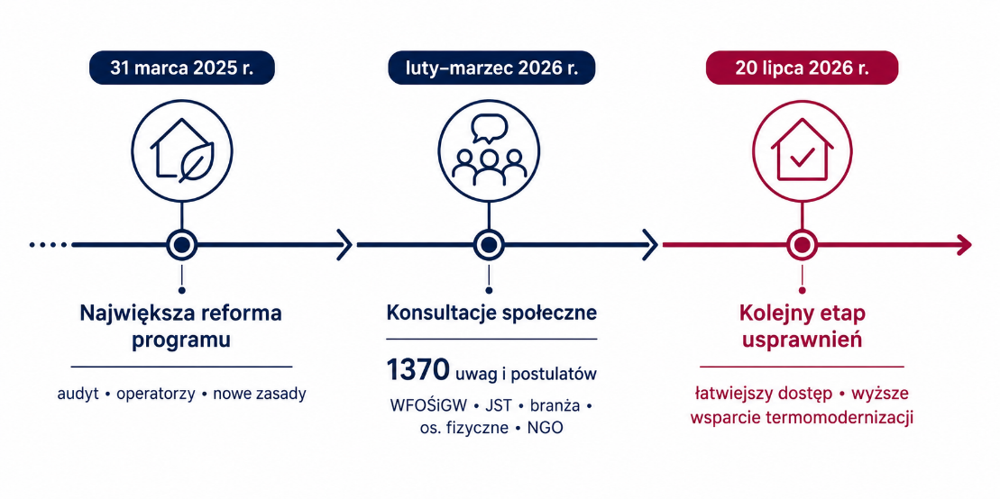 31 marca 2025 r.
Największa reforma
programu
audyt • operatorzy • nowe zasady
luty–marzec 2026 r.
Konsultacje społeczne
1370 uwag i postulatów
WFOŚiGW • JST • branża •
os. fizyczne • NGO
20 lipca 2026 r.
Kolejny etap
usprawnień
łatwiejszy dostęp • wyższe
wsparcie termomodernizacji